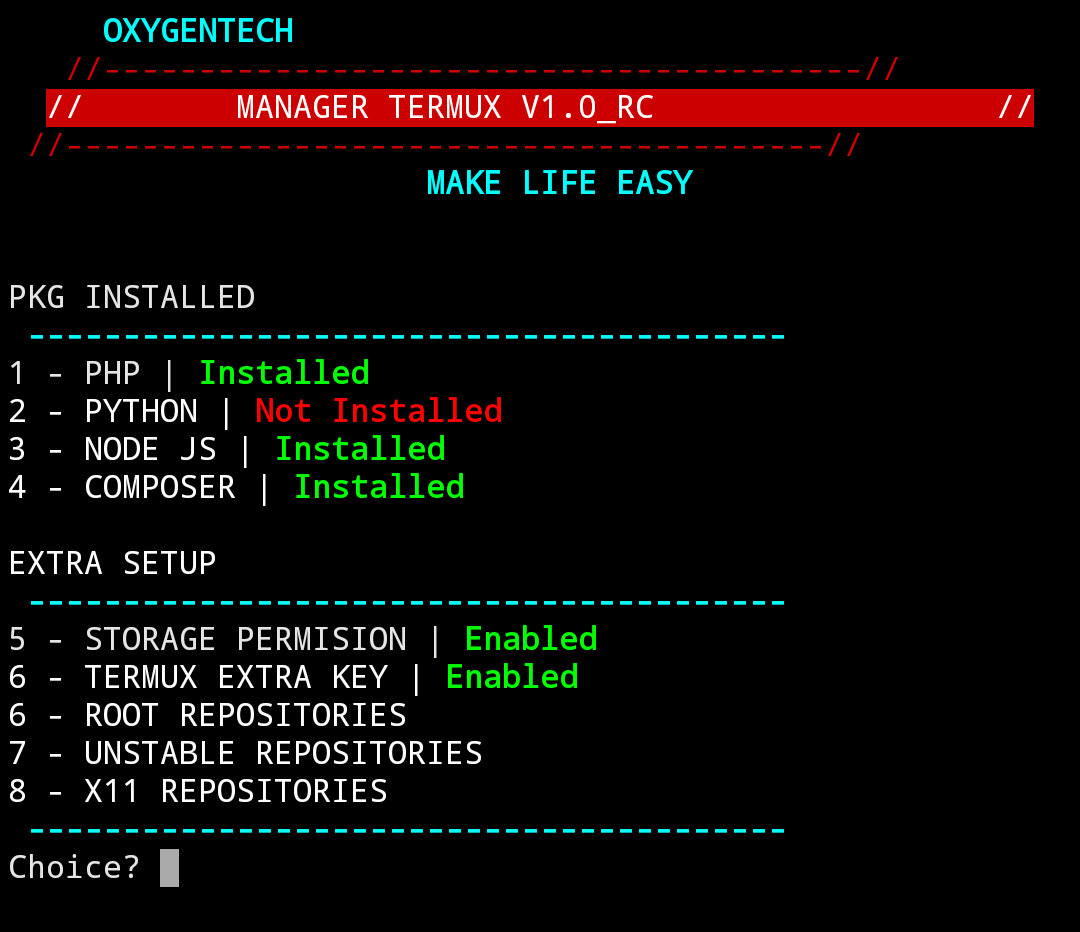 OXYGENTECH
//----------------------------------------//
// MANAGER TERMUX V1.0_RC //
//----------------------------------------//
MAKE LIFE EASY
PKG INSTALLED
----------------------------------------
1 - PHP | Installed
2 - PYTHON | Not Installed
3 - NODE JS | Installed
4 - COMPOSER | Installed
EXTRA SETUP
----------------------------------------
5 - STORAGE PERMISION | Enabled
6 - TERMUX EXTRA KEY | Enabled
6 - ROOT REPOSITORIES
7 - UNSTABLE REPOSITORIES
8 - X11 REPOSITORIES
----------------------------------------
Choice?